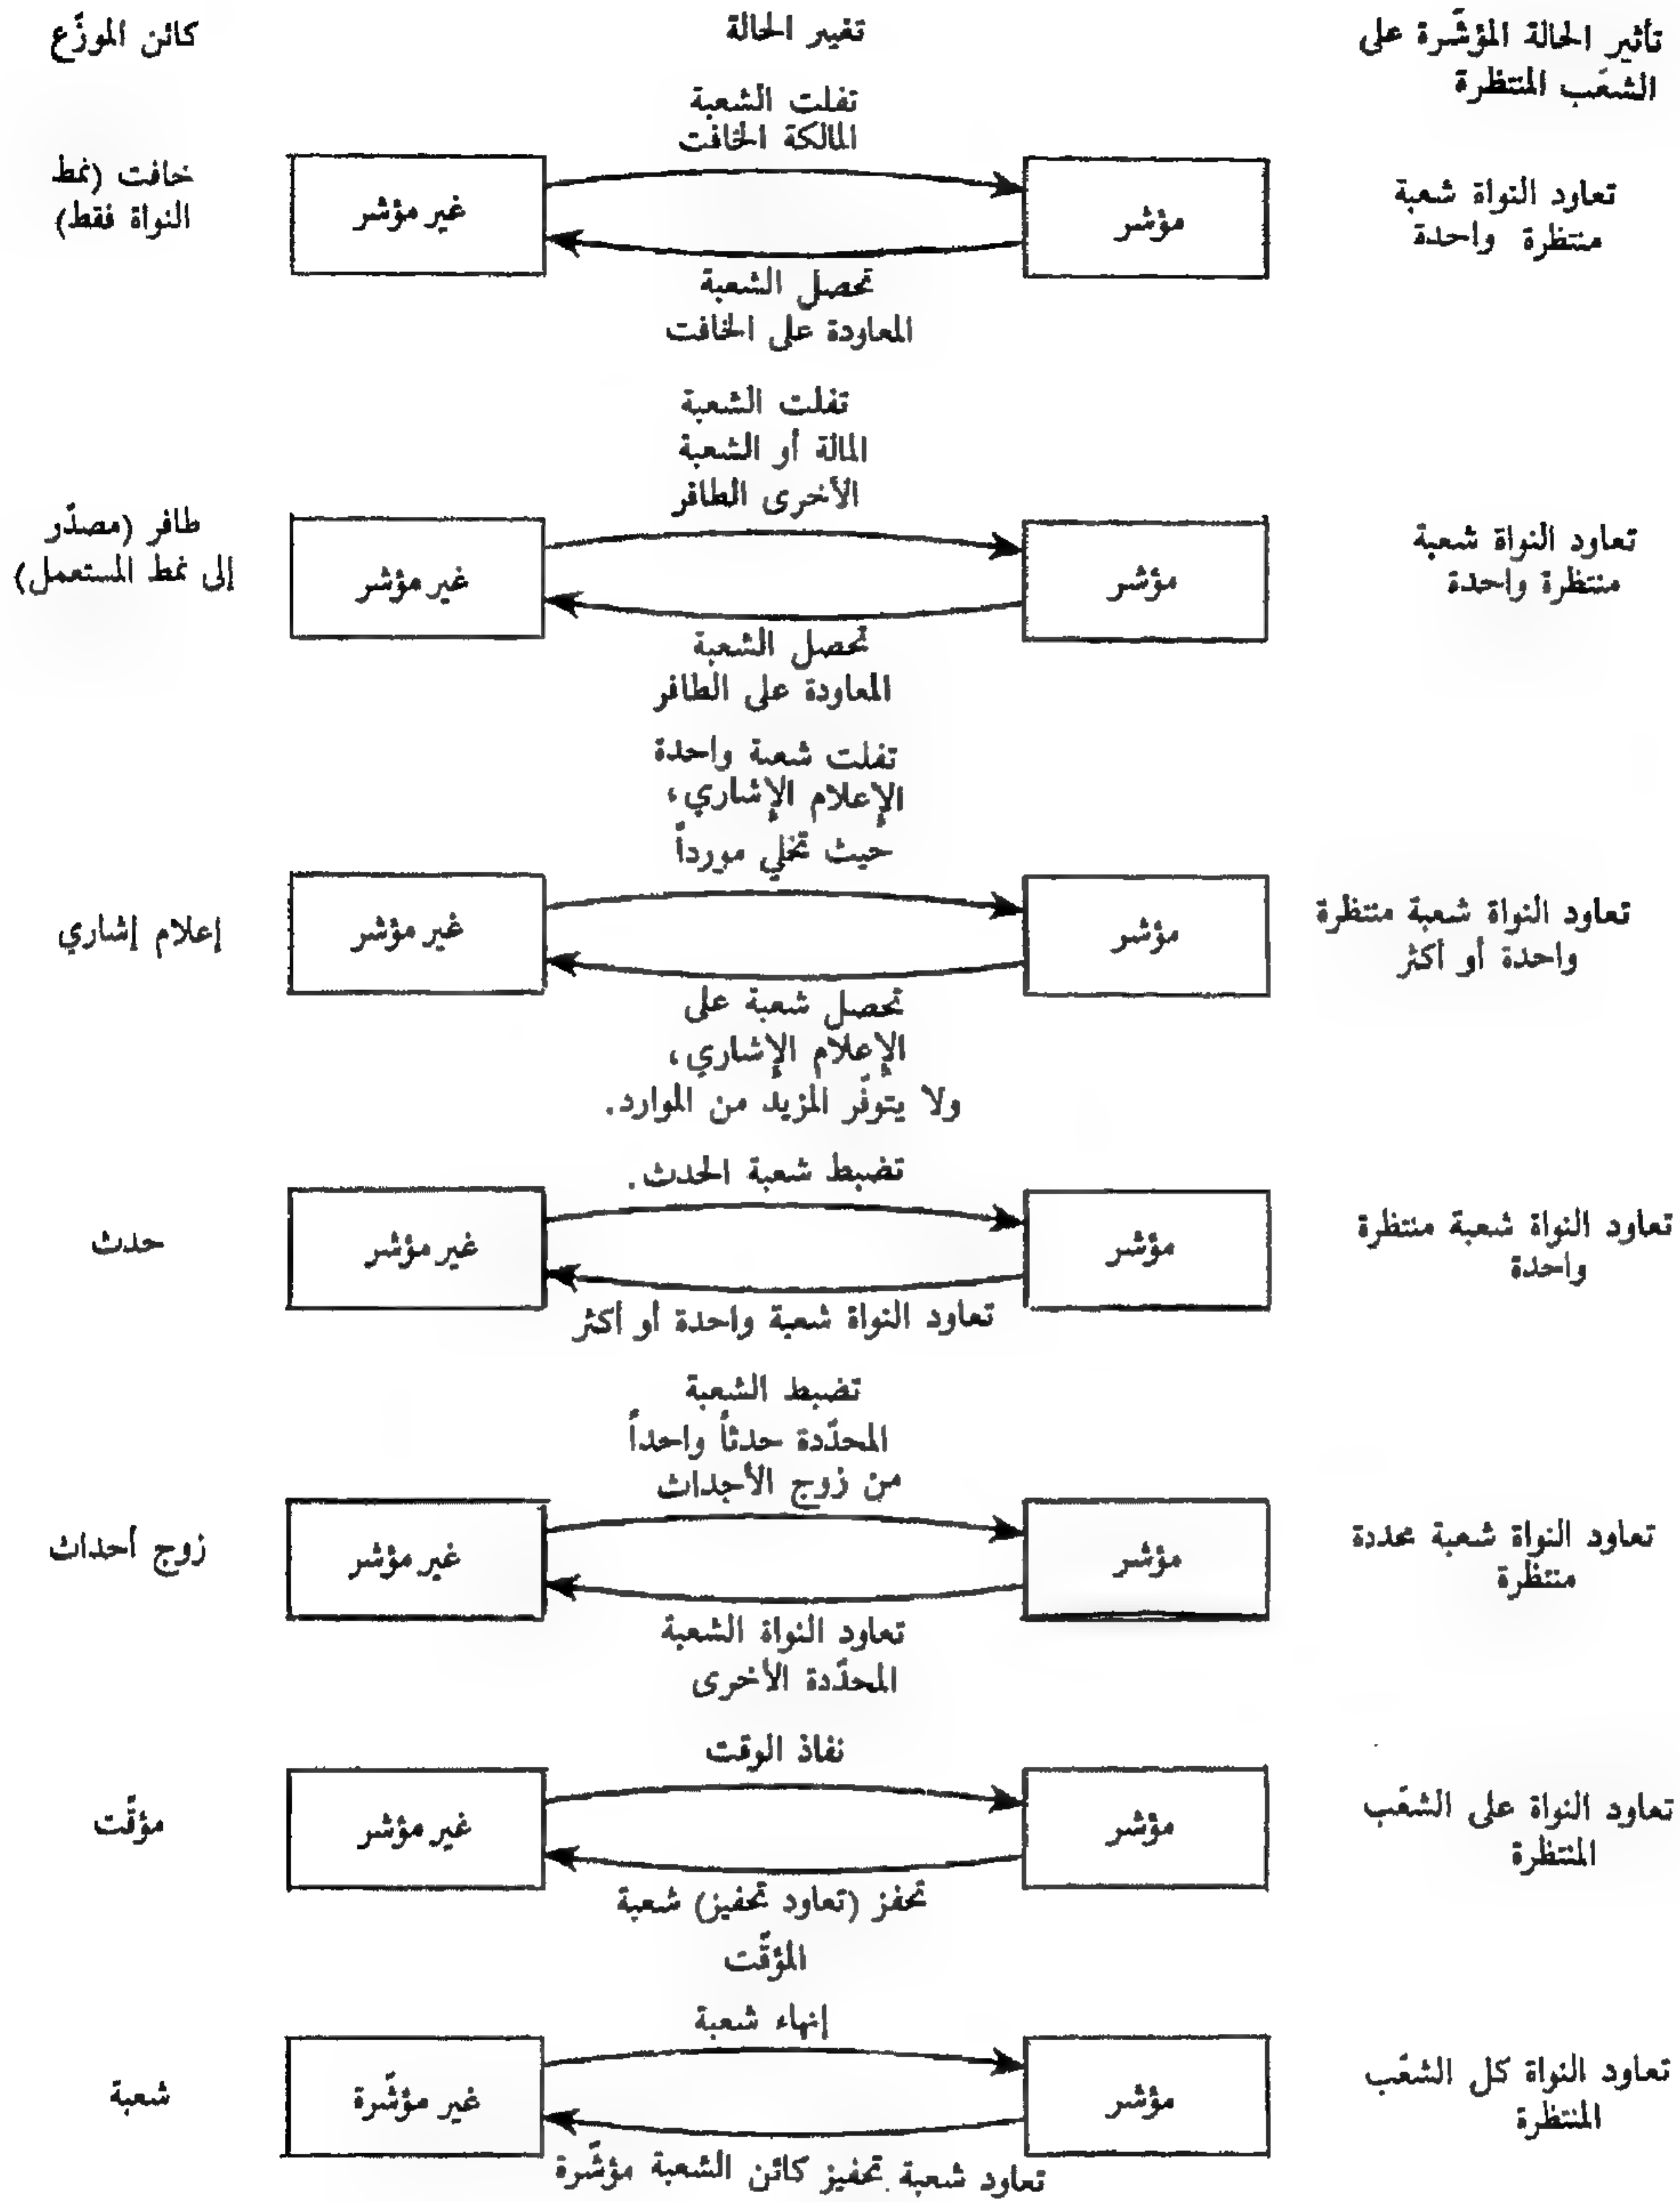 كائن الموزّع
تغيير الحالة
تأثير الحالة المؤشّرة على
الشعَب المنتظرة
خافت (نمط
النواة فقط)
غير مؤشر
تفلت الشعبة
المالكة الخافت
تحصل الشعبة
المعاودة على الخافت
مؤشر
تعاود النواة شعبة
منتظرة واحدة
طافر (مصدّر
إلى نمط المستعمل)
غير مؤشر
تفلت الشعبة
المالة أو الشعبة
الأخرى الطافر
تحصل الشعبة
المعاودة على الطافر
مؤشر
تعاود النواة شعبة
منتظرة واحدة
إعلام إشاري
غير مؤشر
تفلت شعبة واحدة
الإعلام الإشاري،
حيث تخلي مورداً
تحصل شعبة على
الإعلام الإشاري،
ولا يتوفّر المزيد من الموارد.
مؤشر
تعاود النواة شعبة منتظرة
واحدة أو أكثر
حدث
غير مؤشر
تضبط شعبة الحدث.
تعاود النواة شعبة واحدة أو أكثر
مؤشر
تعاود النواة شعبة منتظرة
واحدة
زوج أحداث
غير مؤشر
تضبط الشعبة
المحدّدة حدثاً واحداً
من زوج الأحداث
تعاود النواة الشعبة
المحدّدة الأخرى
مؤشر
تعاود النواة شعبة محددة
منتظرة
مؤقّت
غير مؤشر
نفاذ الوقت
تحفز (تعاود تحفيز) شعبة
المؤقّت
مؤشر
تعاود النواة على الشعَب
المنتظرة
شعبة
غير مؤشّرة
إنهاء شعبة
تعاود شعبة تحفيز كائن الشعبة مؤشّرة
مؤشر
تعاود النواة كل الشعَب
المنتظرة